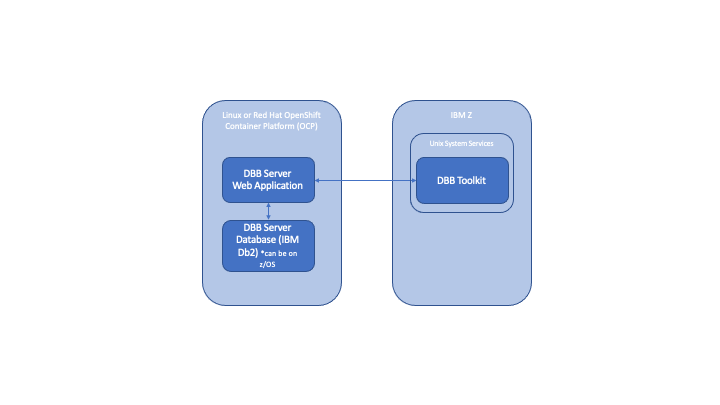 Linux or Red Hat OpenShift
Container Platform (OCP)
DBB Server
Web Application
DBB Server
Database (IBM
Db2) *can be on
z/OS
IBM Z
Unix System Services
DBB Toolkit